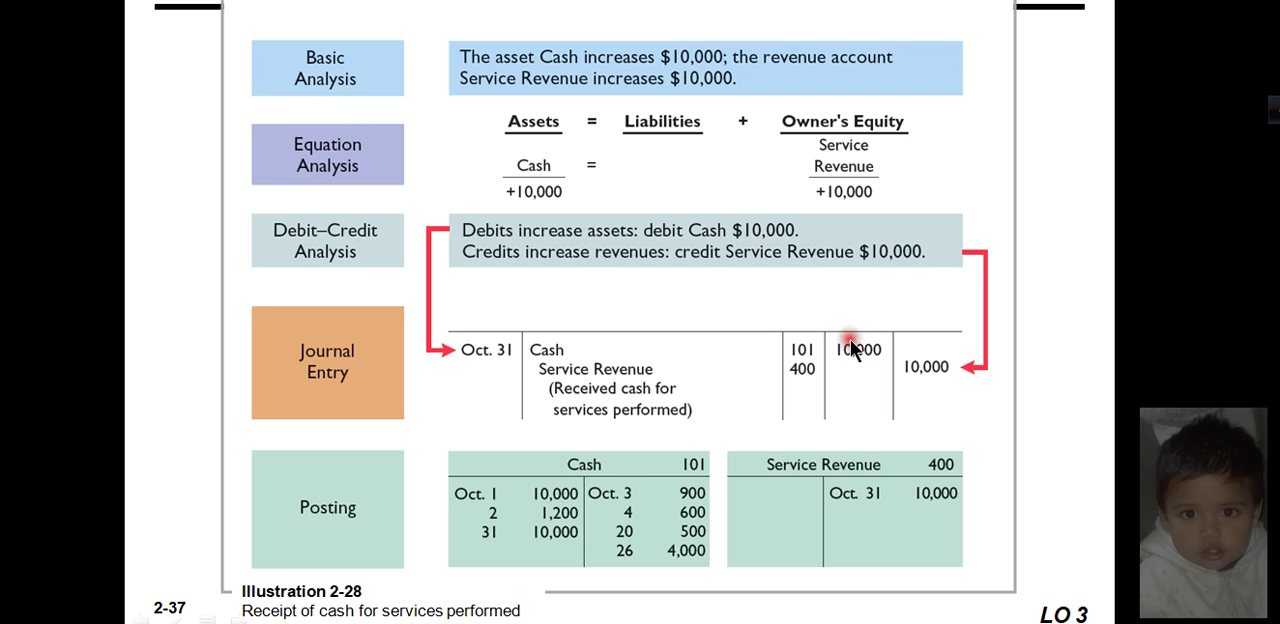 Basic
Analysis
The asset Cash increases $10,000; the revenue account
Service Revenue increases $10,000.
Equation
Analysis
Assets = Liabilities + Owner's Equity
Service
Cash = Revenue
+10,000 +10,000
Debit–Credit
Analysis
Debits increase assets: debit Cash $10,000.
Credits increase revenues: credit Service Revenue $10,000.
Journal
Entry
Oct. 31 Cash 101 10,000
Service Revenue 400 10,000
(Received cash for
services performed)
Posting
Cash 101
Oct. 1 10,000 Oct. 3 900
2 1,200 4 600
31 10,000 20 500
26 4,000
Service Revenue 400
Oct. 31 10,000
Illustration 2-28
Receipt of cash for services performed
2-37
LO 3